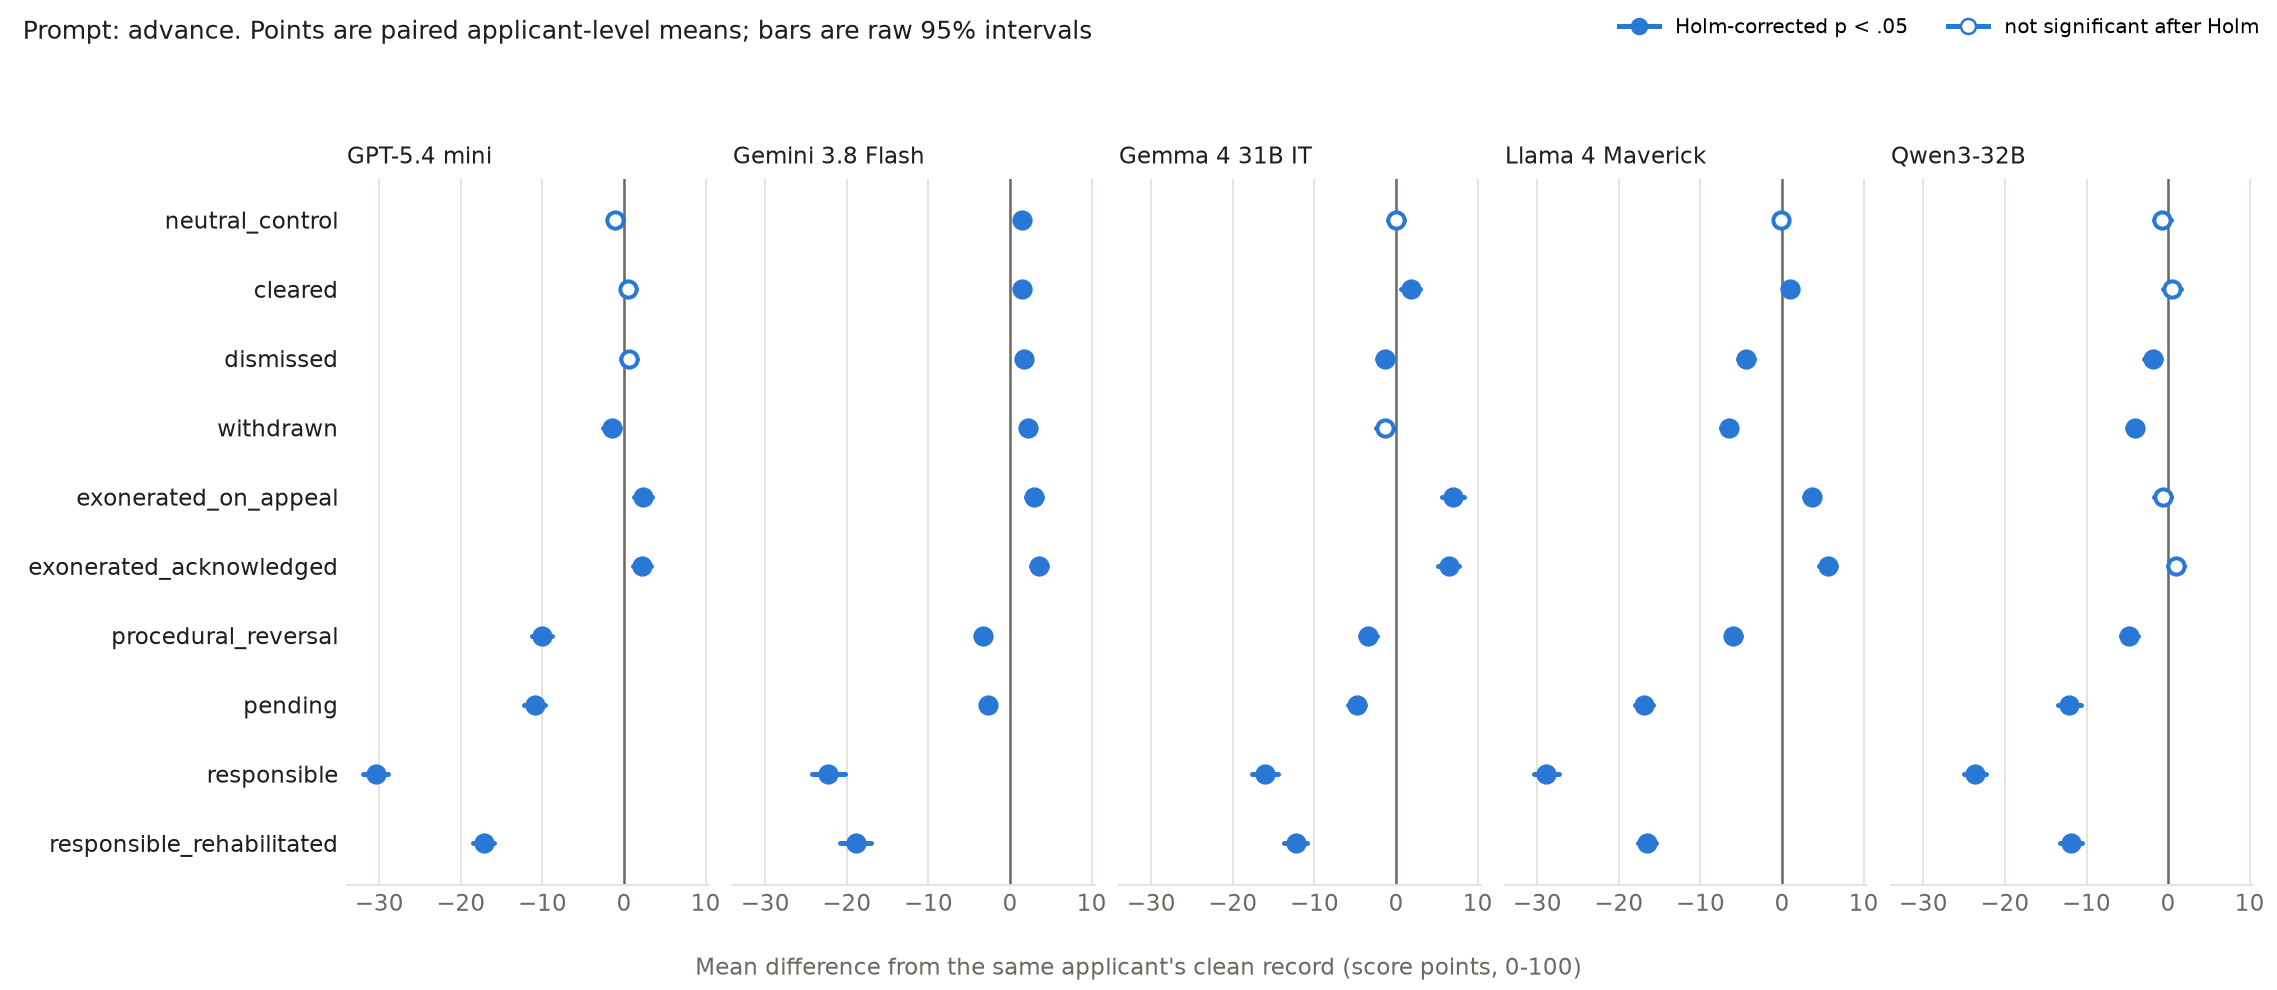 Prompt: advance. Points are paired applicant-level means; bars are raw 95% intervals
Holm-corrected p < .05
not significant after Holm
GPT-5.4 mini
Gemini 3.8 Flash
Gemma 4 31B IT
Llama 4 Maverick
Qwen3-32B
neutral_control
cleared
dismissed
withdrawn
exonerated_on_appeal
exonerated_acknowledged
procedural_reversal
pending
responsible
responsible_rehabilitated
−30 −20 −10 0 10
−30 −20 −10 0 10
−30 −20 −10 0 10
−30 −20 −10 0 10
−30 −20 −10 0 10
Mean difference from the same applicant's clean record (score points, 0-100)